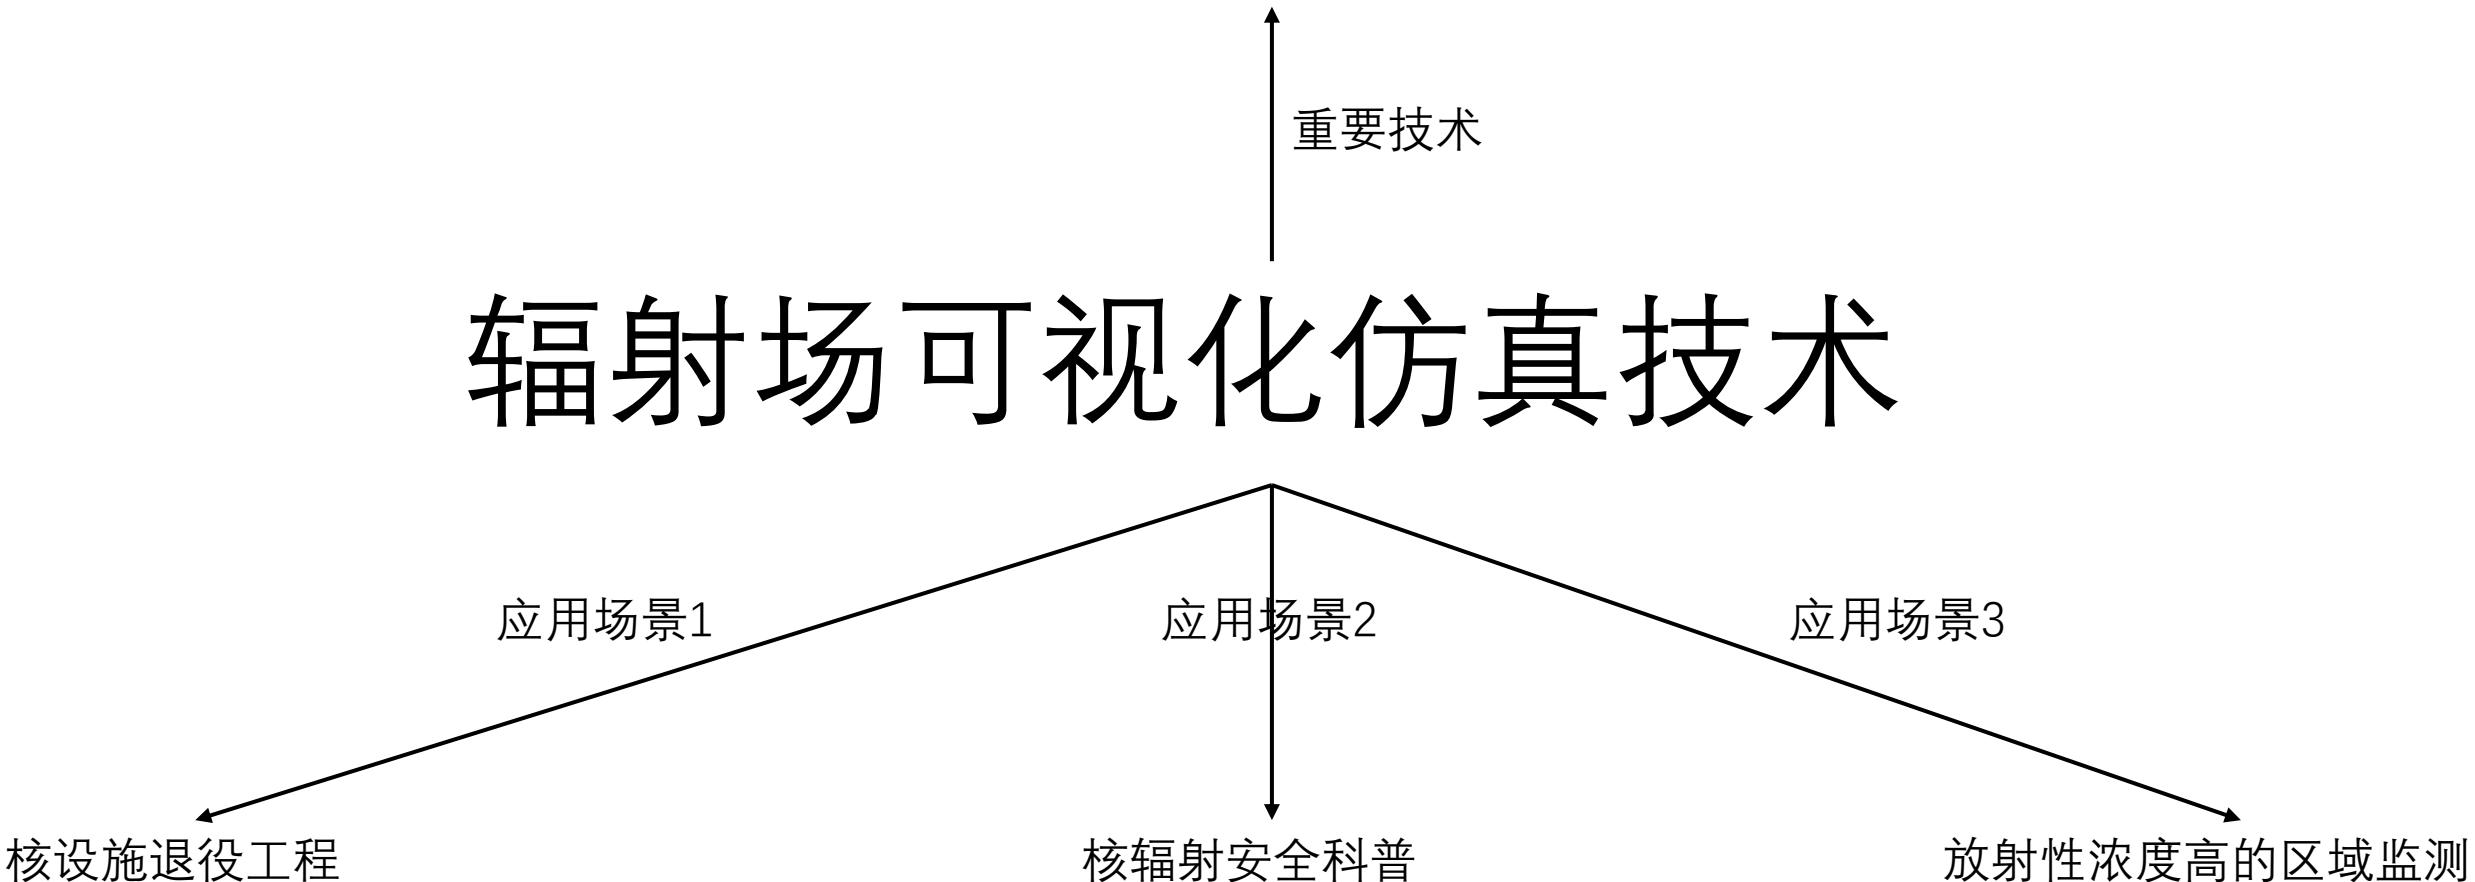 重要技术
辐射场可视化仿真技术
应用场景1
应用场景2
应用场景3
核设施退役工程
核辐射安全科普
放射性浓度高的区域监测